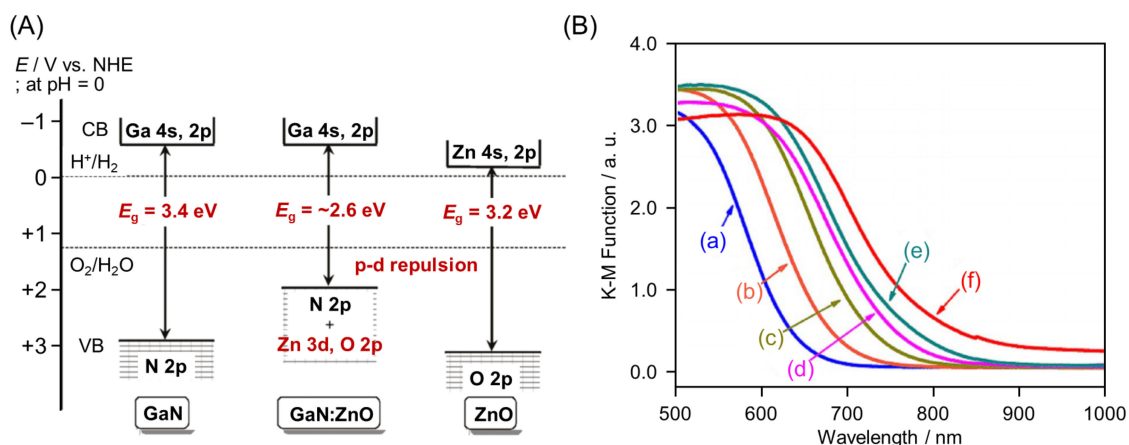 (A)
E / V vs. NHE
; at pH = 0
–1
0
+1
+2
+3
CB
H⁺/H₂
O₂/H₂O
VB
Ga 4s, 2p
Ga 4s, 2p
Zn 4s, 2p
Eg = 3.4 eV
Eg = ~2.6 eV
Eg = 3.2 eV
p-d repulsion
N 2p
N 2p
+
Zn 3d, O 2p
O 2p
GaN
GaN:ZnO
ZnO
(B)
K-M Function / a. u.
4.0
3.0
2.0
1.0
0.0
(a)
(b)
(c)
(d)
(e)
(f)
500 600 700 800 900 1000
Wavelength / nm